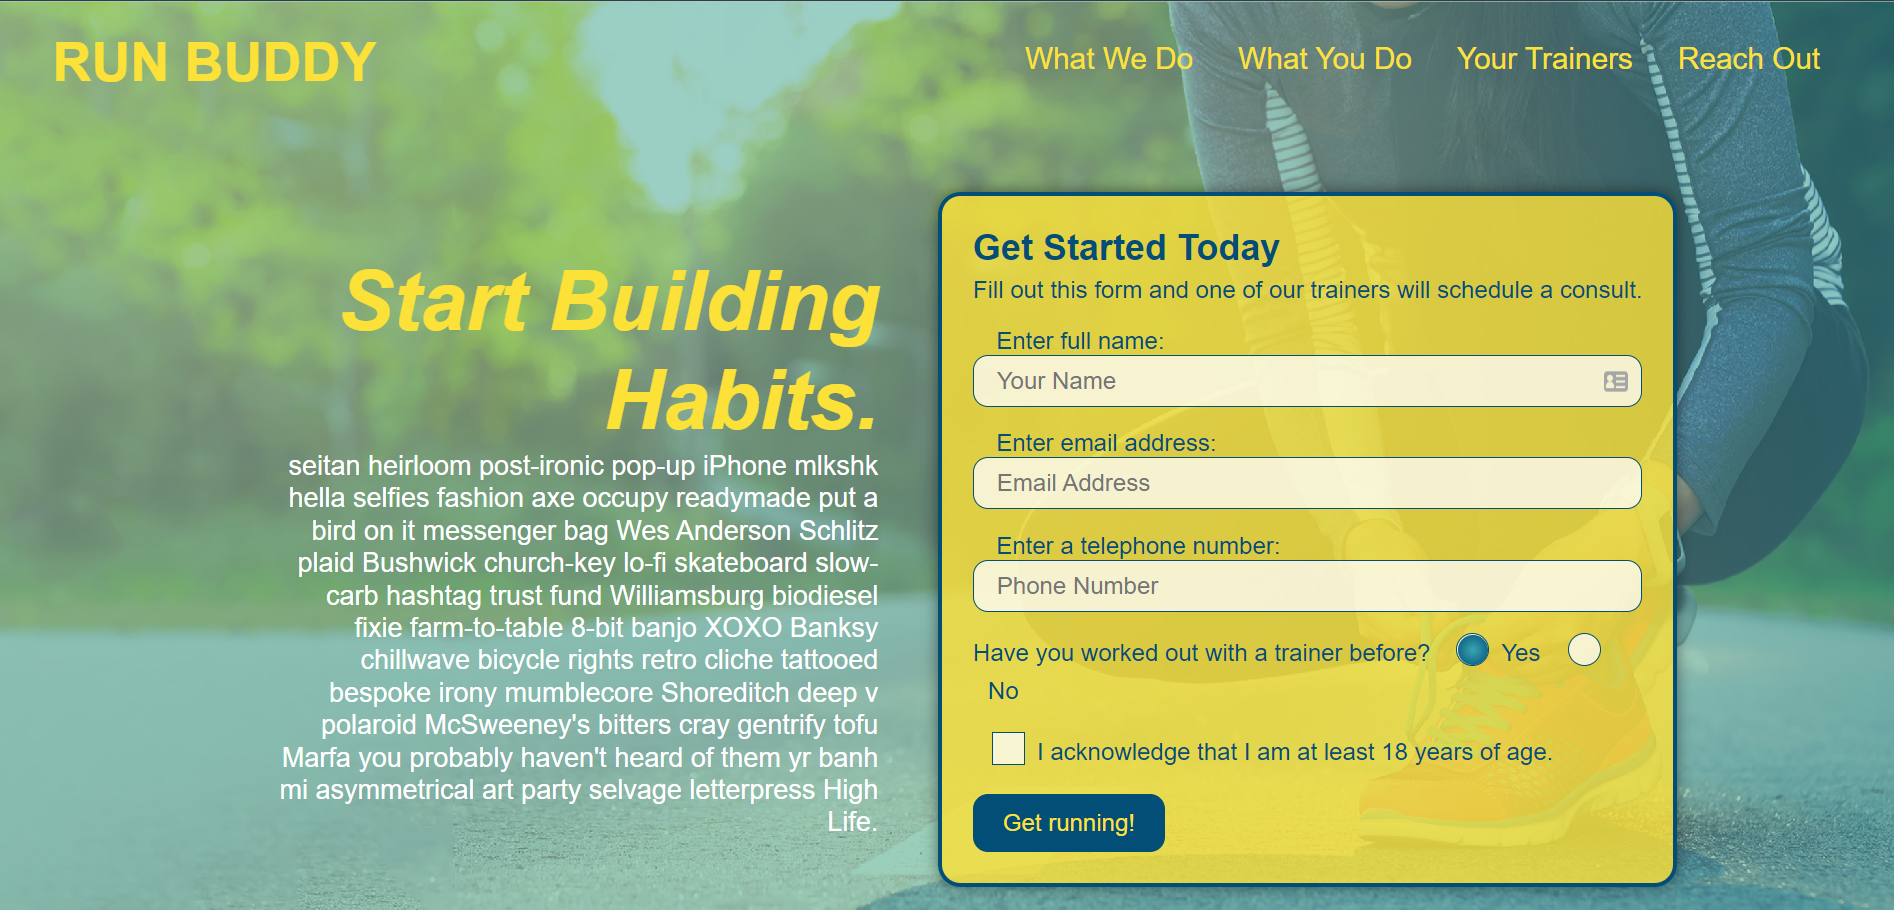 RUN BUDDY
What We Do
What You Do
Your Trainers
Reach Out
Start Building
Habits.
seitan heirloom post-ironic pop-up iPhone mlkshk
hella selfies fashion axe occupy readymade put a
bird on it messenger bag Wes Anderson Schlitz
plaid Bushwick church-key lo-fi skateboard slow-
carb hashtag trust fund Williamsburg biodiesel
fixie farm-to-table 8-bit banjo XOXO Banksy
chillwave bicycle rights retro cliche tattooed
bespoke irony mumblecore Shoreditch deep v
polaroid McSweeney's bitters cray gentrify tofu
Marfa you probably haven't heard of them yr banh
mi asymmetrical art party selvage letterpress High
Life.
Get Started Today
Fill out this form and one of our trainers will schedule a consult.
Enter full name:
Your Name
Enter email address:
Email Address
Enter a telephone number:
Phone Number
Have you worked out with a trainer before? Yes
No
I acknowledge that I am at least 18 years of age.
Get running!